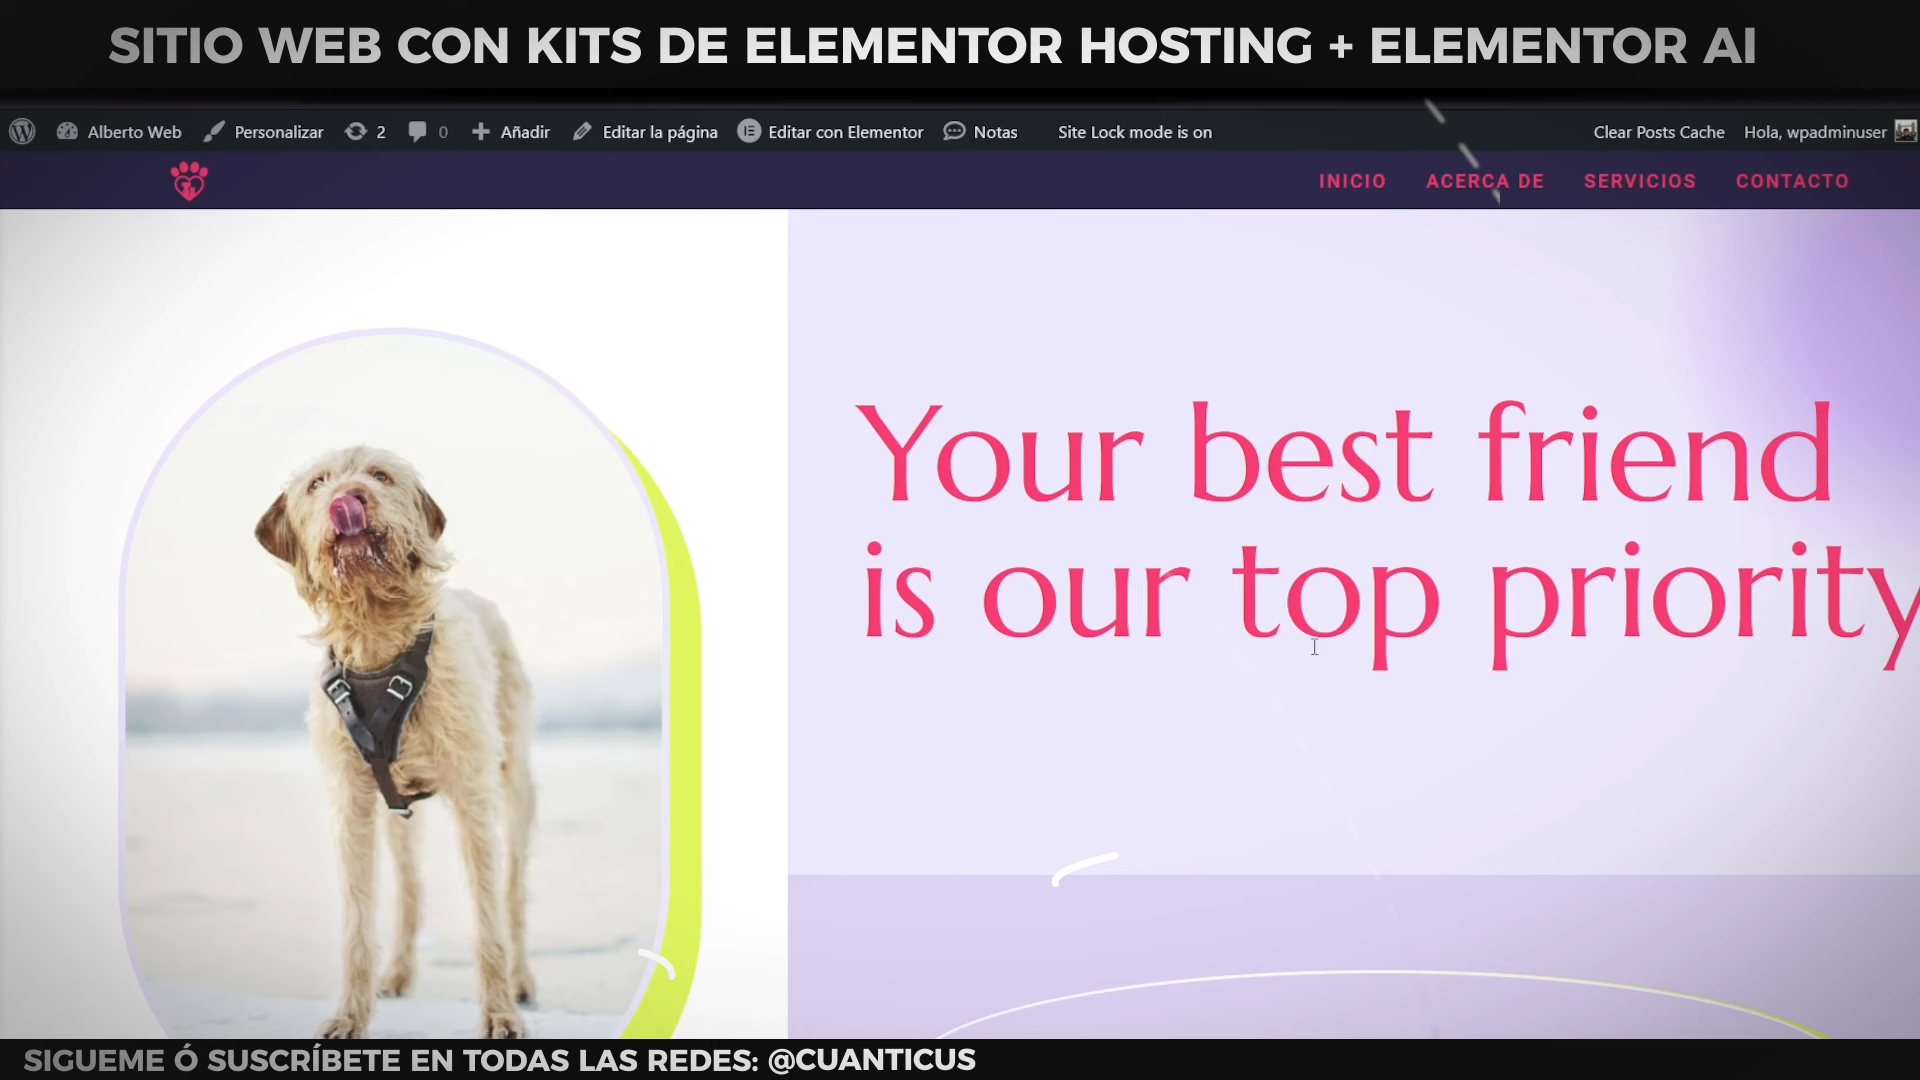 SITIO WEB CON KITS DE ELEMENTOR HOSTING + ELEMENTOR AI
Alberto Web Personalizar 2 0 Añadir Editar la página Editar con Elementor Notas Site Lock mode is on Clear Posts Cache Hola, wpadminuser
INICIO ACERCA DE SERVICIOS CONTACTO
Your best friend
is our top priority
SIGUEME Ó SUSCRÍBETE EN TODAS LAS REDES: @CUANTICUS